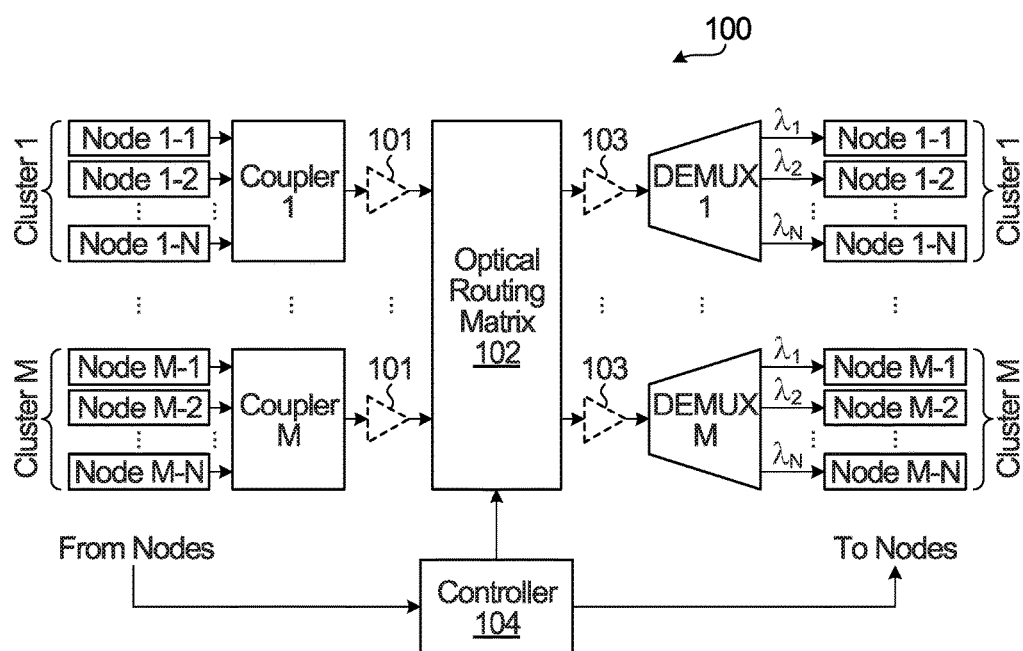 100
Cluster 1
Node 1-1
Node 1-2
Node 1-N
Coupler
1
101
Optical
Routing
Matrix
102
103
DEMUX
1
λ1
λ2
λN
Node 1-1
Node 1-2
Node 1-N
Cluster 1
Cluster M
Node M-1
Node M-2
Node M-N
Coupler
M
101
103
DEMUX
M
λ1
λ2
λN
Node M-1
Node M-2
Node M-N
Cluster M
From Nodes
Controller
104
To Nodes